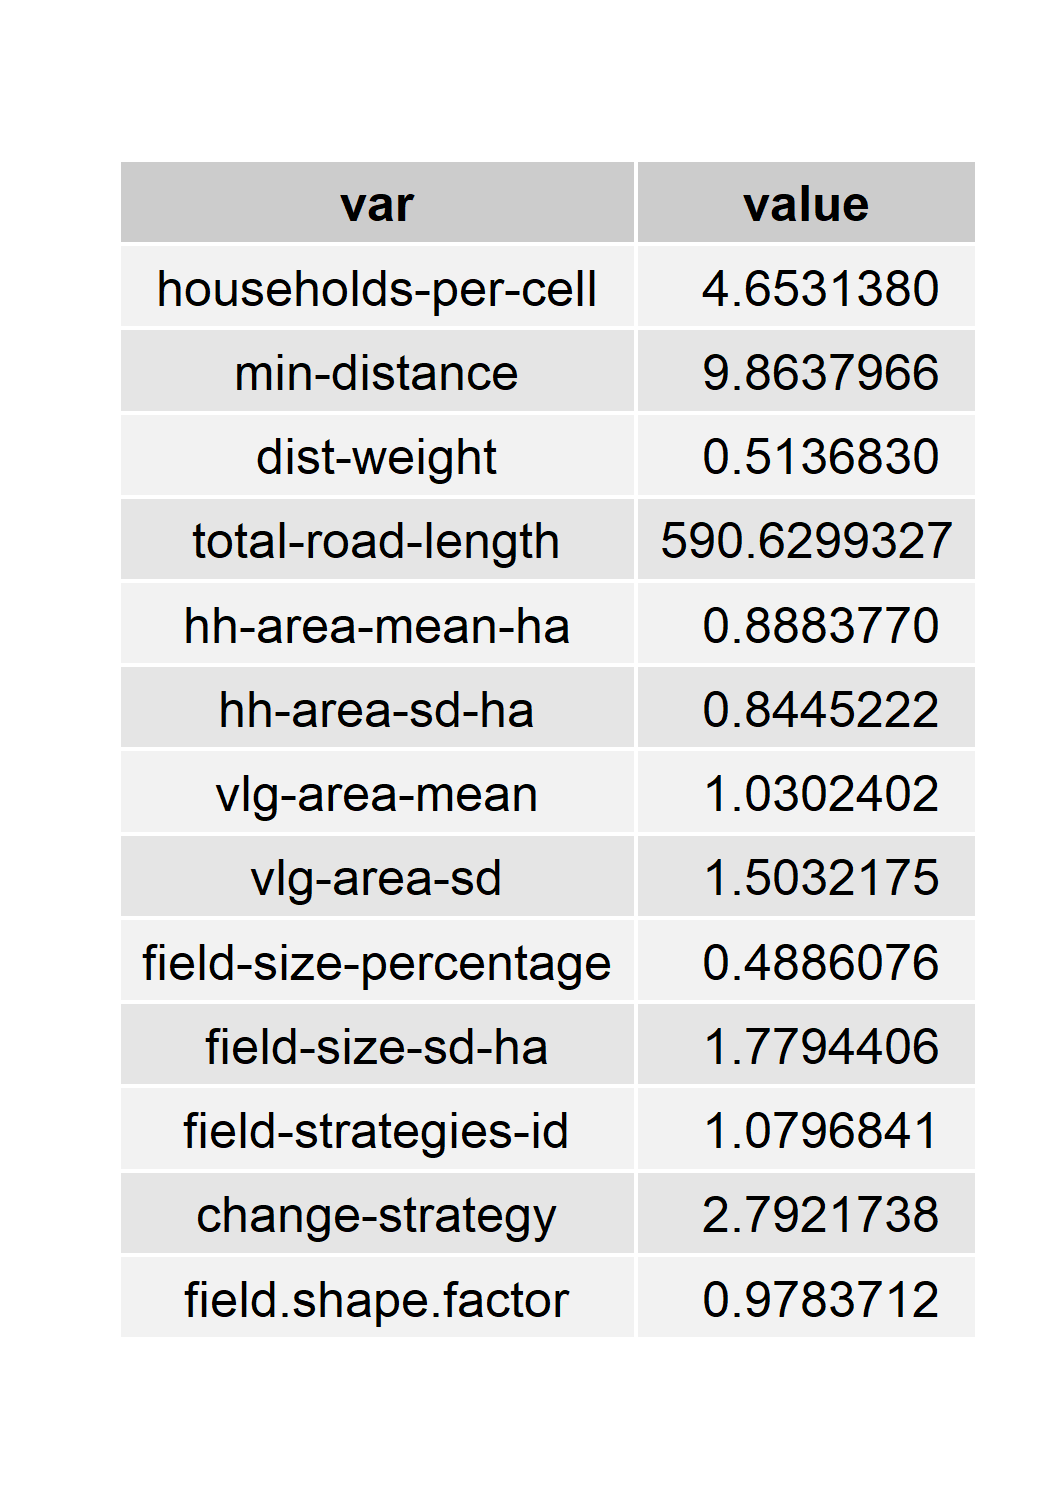 var value
households-per-cell 4.6531380
min-distance 9.8637966
dist-weight 0.5136830
total-road-length 590.6299327
hh-area-mean-ha 0.8883770
hh-area-sd-ha 0.8445222
vlg-area-mean 1.0302402
vlg-area-sd 1.5032175
field-size-percentage 0.4886076
field-size-sd-ha 1.7794406
field-strategies-id 1.0796841
change-strategy 2.7921738
field.shape.factor 0.9783712